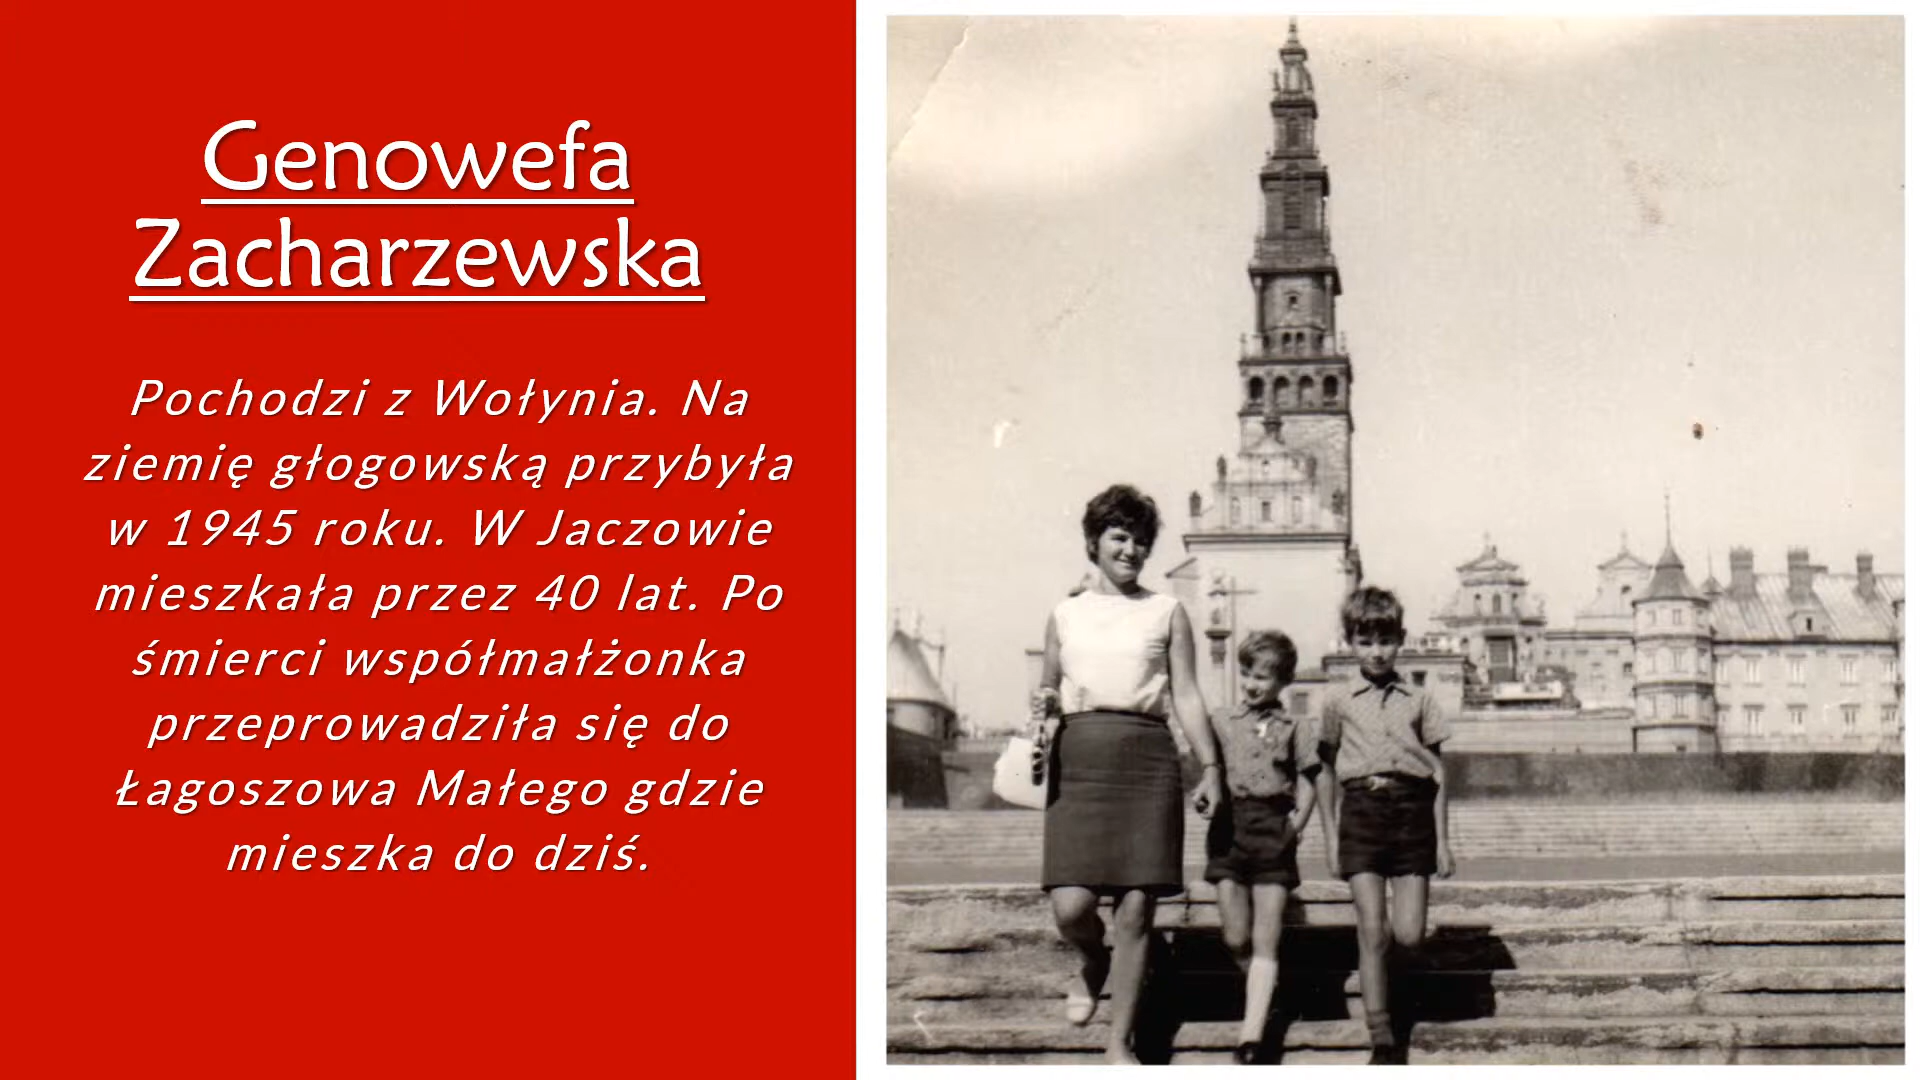 Genowefa
Zacharzewska
Pochodzi z Wołynia. Na
ziemię głogowską przybyła
w 1945 roku. W Jaczowie
mieszkała przez 40 lat. Po
śmierci współmałżonka
przeprowadziła się do
Łagoszowa Małego gdzie
mieszka do dziś.